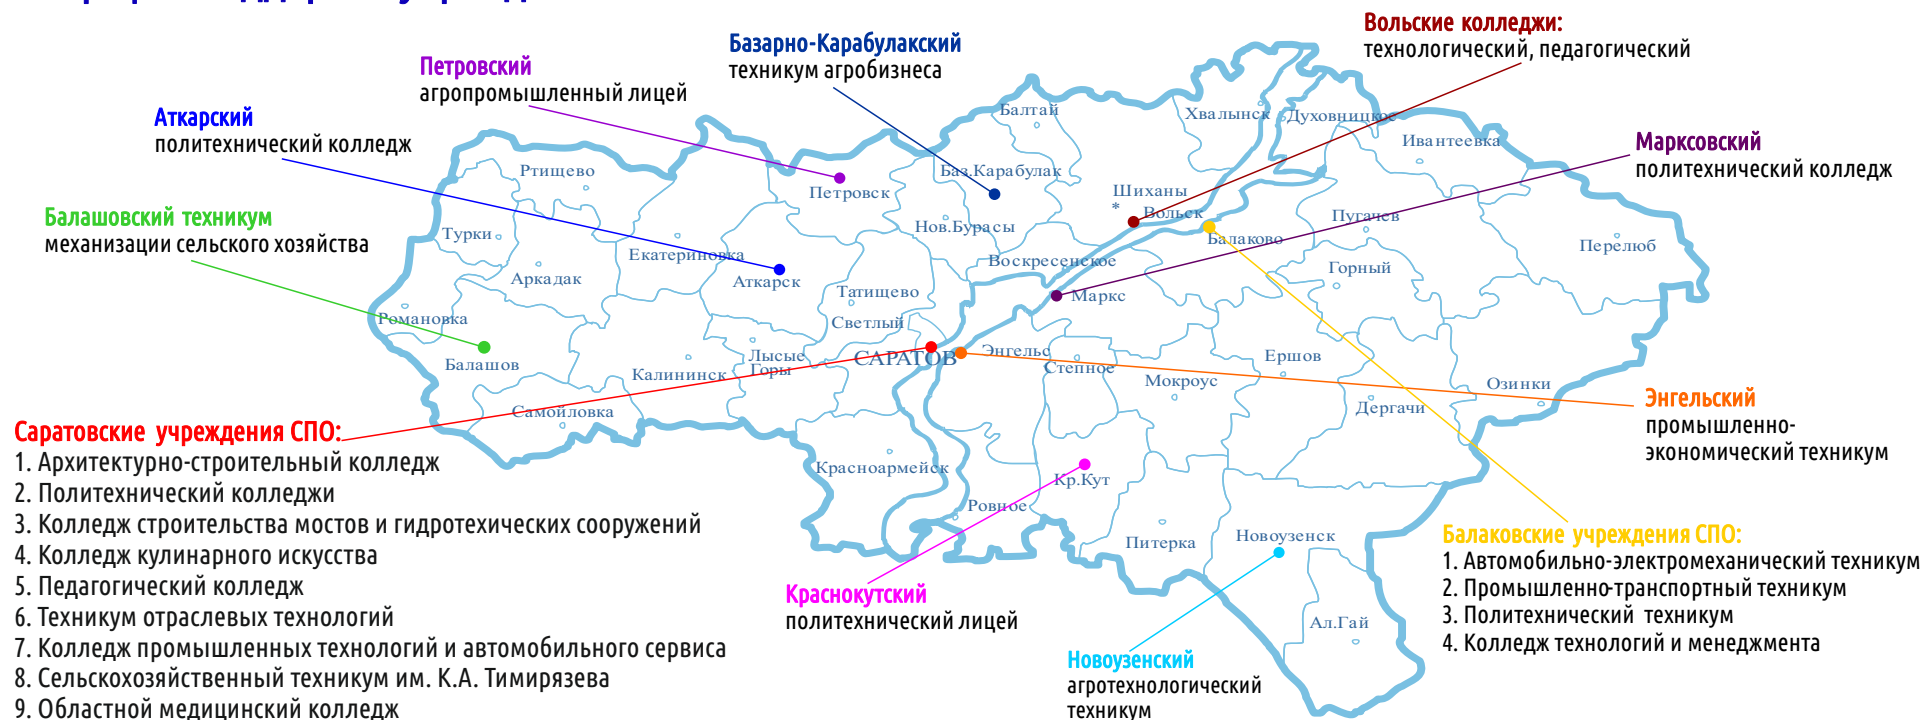 Вольские колледжи:
технологический, педагогический
Базарно-Карабулакский
техникум агробизнеса
Петровский
агропромышленный лицей
Аткарский
политехнический колледж
Марксовский
политехнический колледж
Балашовский техникум
механизации сельского хозяйства
Балтай
Хвалынск
Духовницкое
Ивантеевка
Ртищево
Петровск
Баз.Карабулак
Шиханы
*
Вольск
Пугачев
Турки
Нов.Бурасы
Балаково
Перелюб
Екатериновка
Воскресенское
Горный
Аркадак
Аткарск
Татищево
Маркс
Романовка
Светлый
Балашов
Лысые
Горы
САРАТОВ
Энгельс
Степное
Ершов
Калининск
Мокроус
Озинки
Самойловка
Дергачи
Энгельский
промышленно-
экономический техникум
Саратовские учреждения СПО:
1. Архитектурно-строительный колледж
2. Политехнический колледжи
3. Колледж строительства мостов и гидротехических сооружений
4. Колледж кулинарного искусства
5. Педагогический колледж
6. Техникум отраслевых технологий
7. Колледж промышленных технологий и автомобильного сервиса
8. Сельскохозяйственный техникум им. К.А. Тимирязева
9. Областной медицинский колледж
Красноармейск
Кр.Кут
Ровное
Питерка
Новоузенск
Ал.Гай
Краснокутский
политехнический лицей
Новоузенский
агротехнологический
техникум
Балаковские учреждения СПО:
1. Автомобильно-электромеханический техникум
2. Промышленно-транспортный техникум
3. Политехнический техникум
4. Колледж технологий и менеджмента